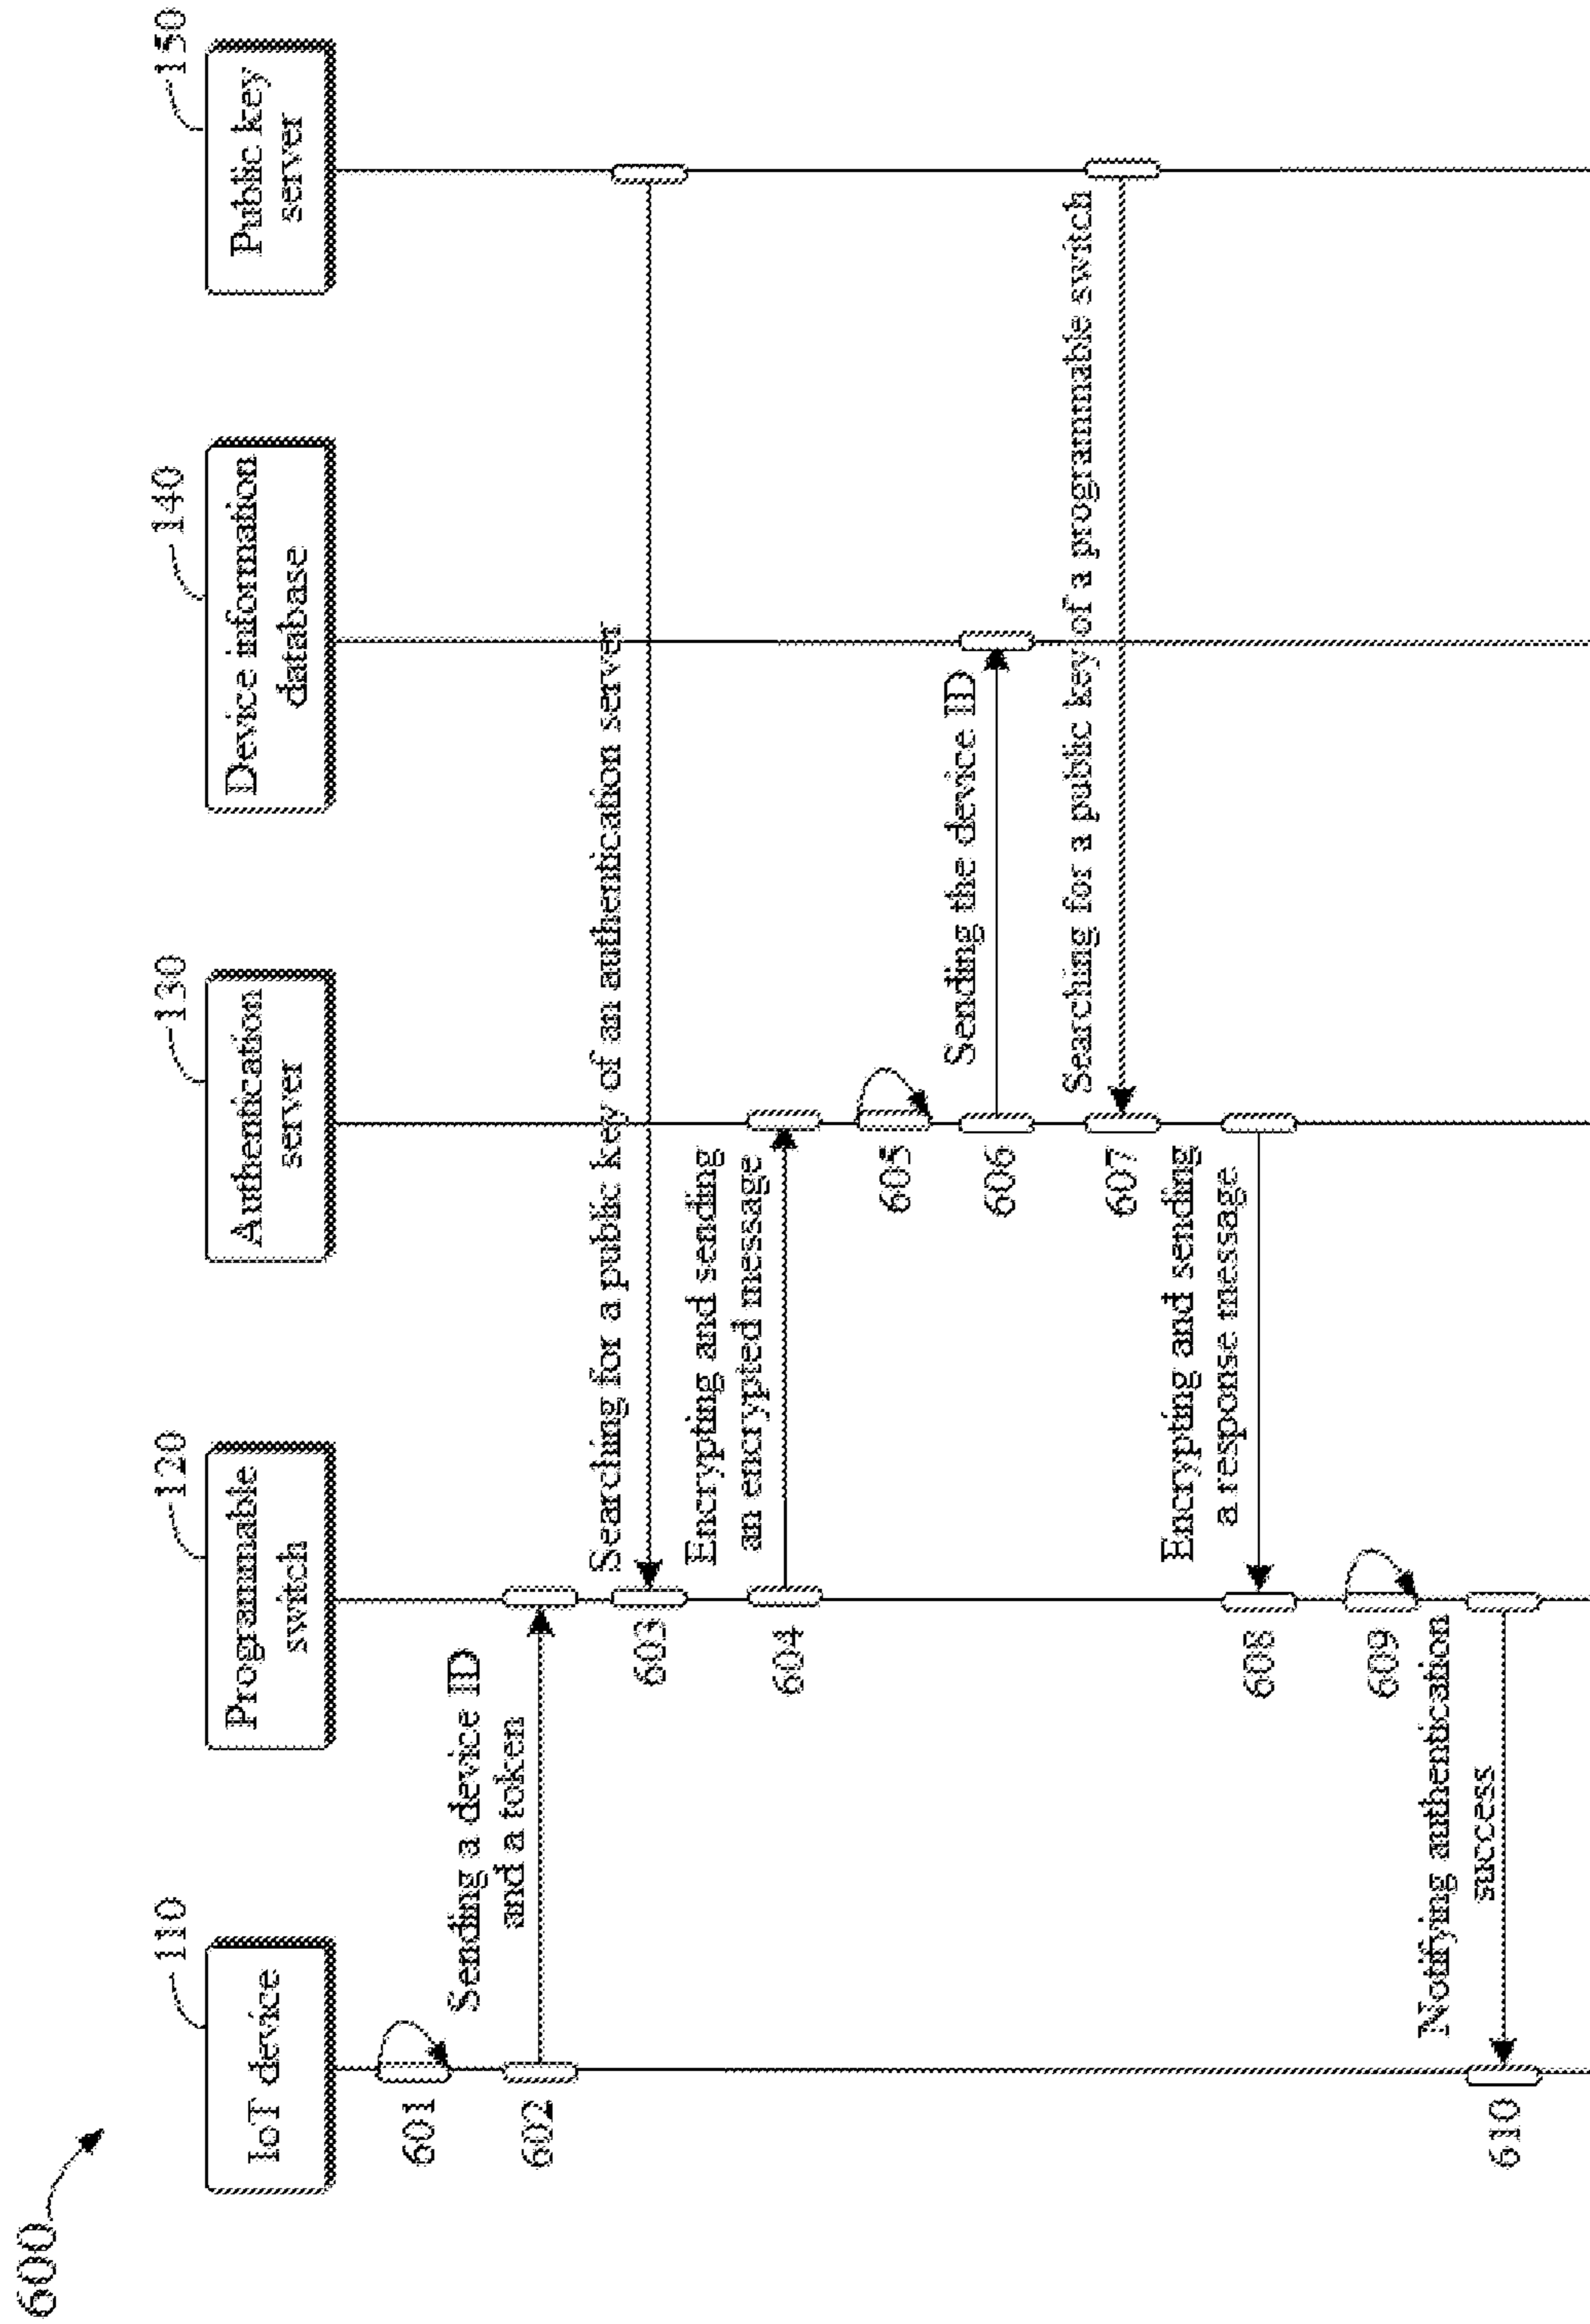 600
110
120
130
140
150
IoT device
Programmable
switch
Authentication
server
Device information
database
Public key
server
601
Sending a device ID
and a token
602
Searching for a public key of an authentication server
603
Encrypting and sending
an encrypted message
604
605
Sending the device ID
606
Searching for a public key of a programmable switch
607
Encrypting and sending
a response message
608
609
Notifying authentication
success
610